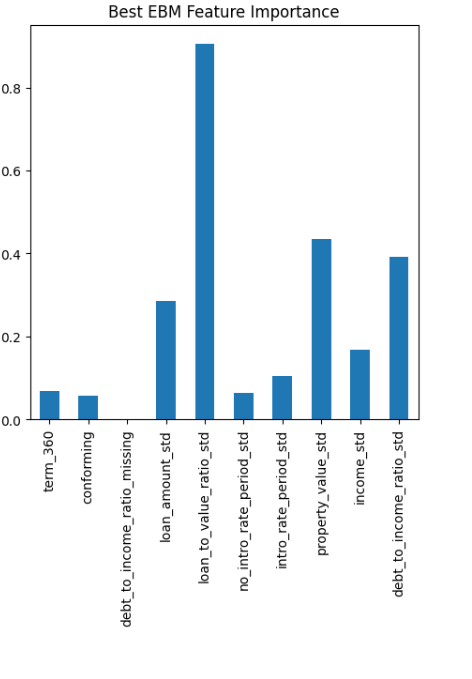 Best EBM Feature Importance
0.8
0.6
0.4
0.2
0.0
term_360
conforming
debt_to_income_ratio_missing
loan_amount_std
loan_to_value_ratio_std
no_intro_rate_period_std
intro_rate_period_std
property_value_std
income_std
debt_to_income_ratio_std